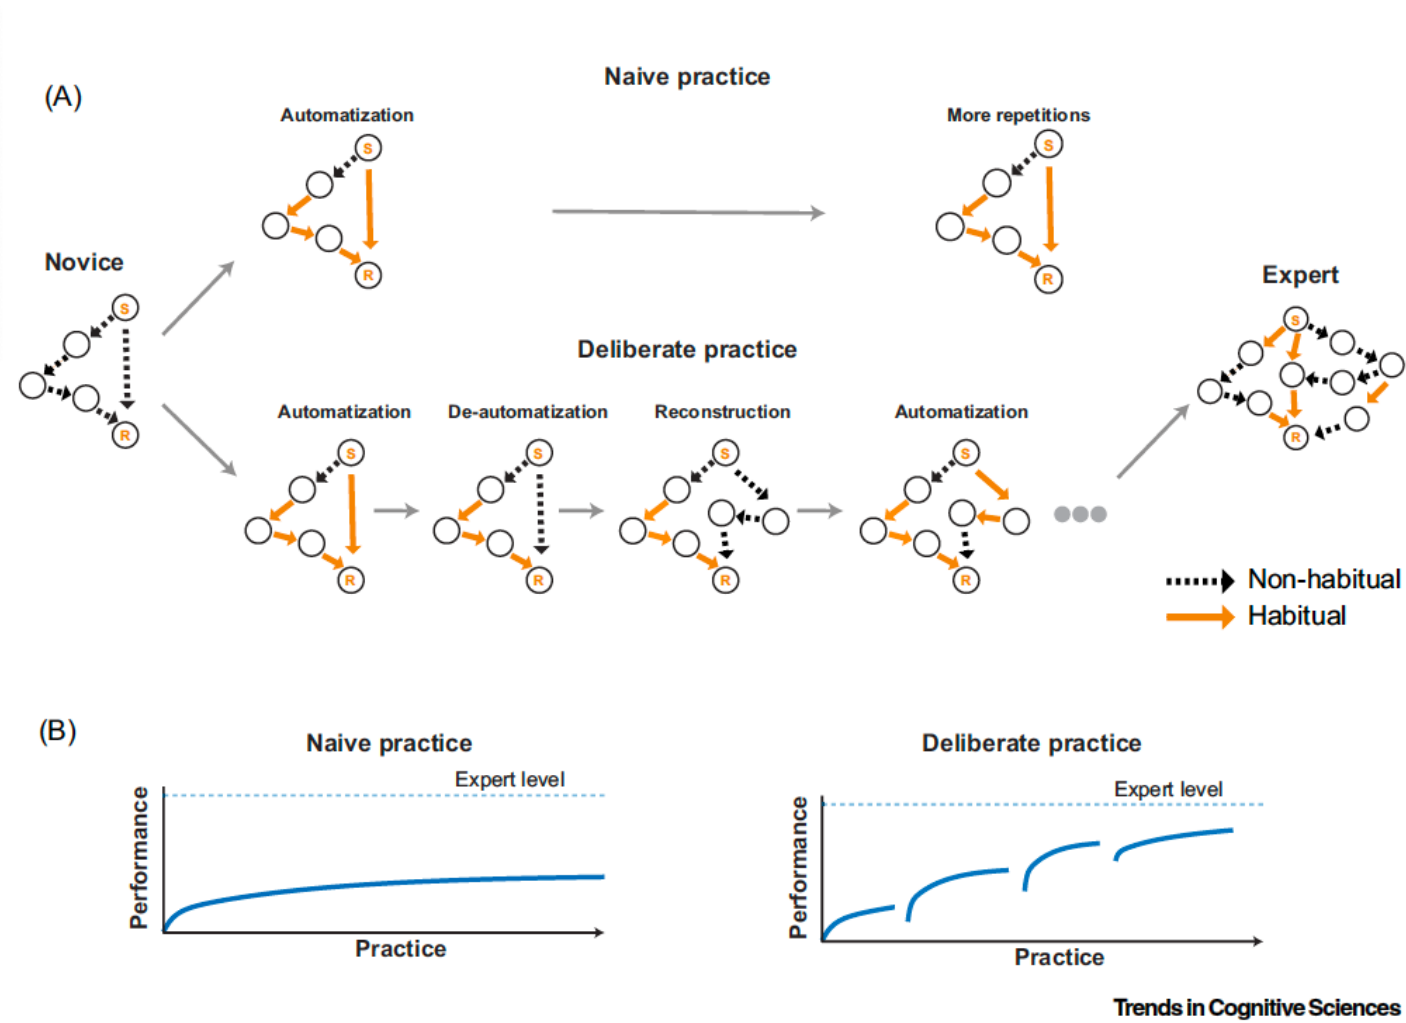 (A)
Naive practice
Automatization
More repetitions
S
S
R
R
Novice
S
R
Expert
S
R
Deliberate practice
Automatization
De-automatization
Reconstruction
Automatization
S
S
S
S
R
R
R
R
Non-habitual
Habitual
(B)
Naive practice
Expert level
Performance
Practice
Deliberate practice
Expert level
Performance
Practice
Trends in Cognitive Sciences